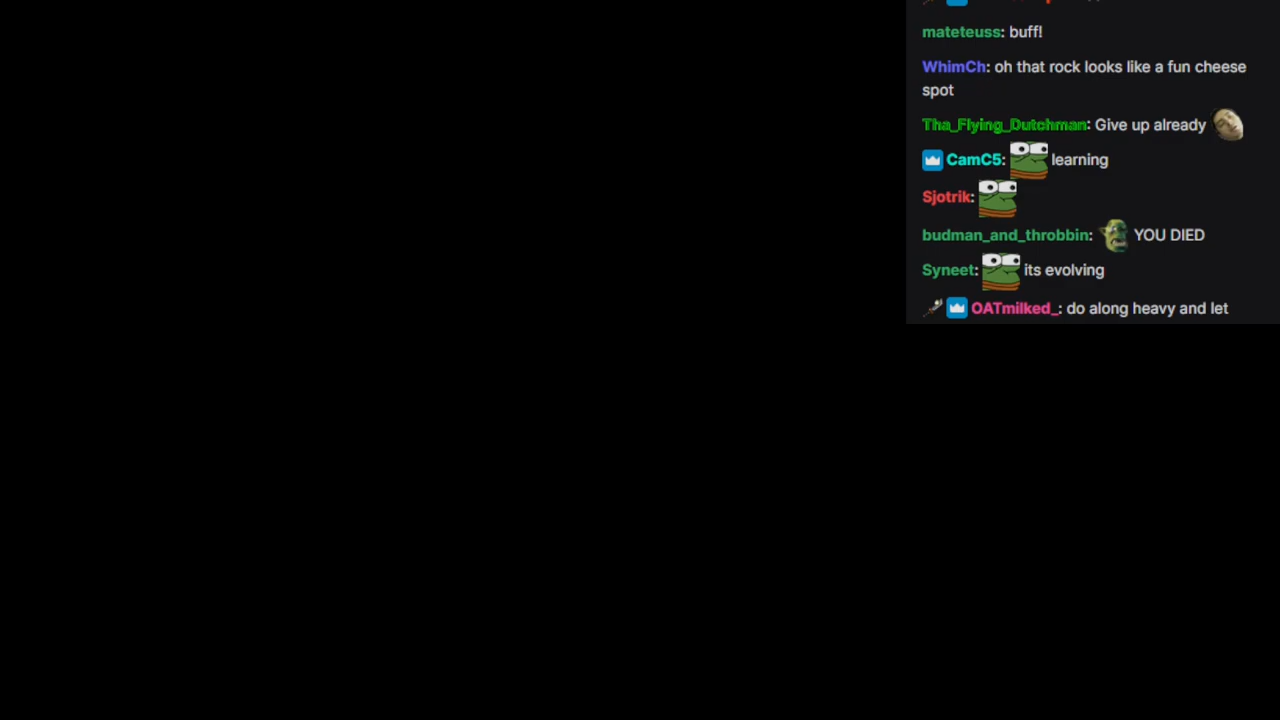 mateteuss: buff!
WhimCh: oh that rock looks like a fun cheese
spot
Tha_Flying_Dutchman: Give up already
CamC5: learning
Sjotrik:
budman_and_throbbin: YOU DIED
Syneet: its evolving
OATmilked_: do along heavy and let